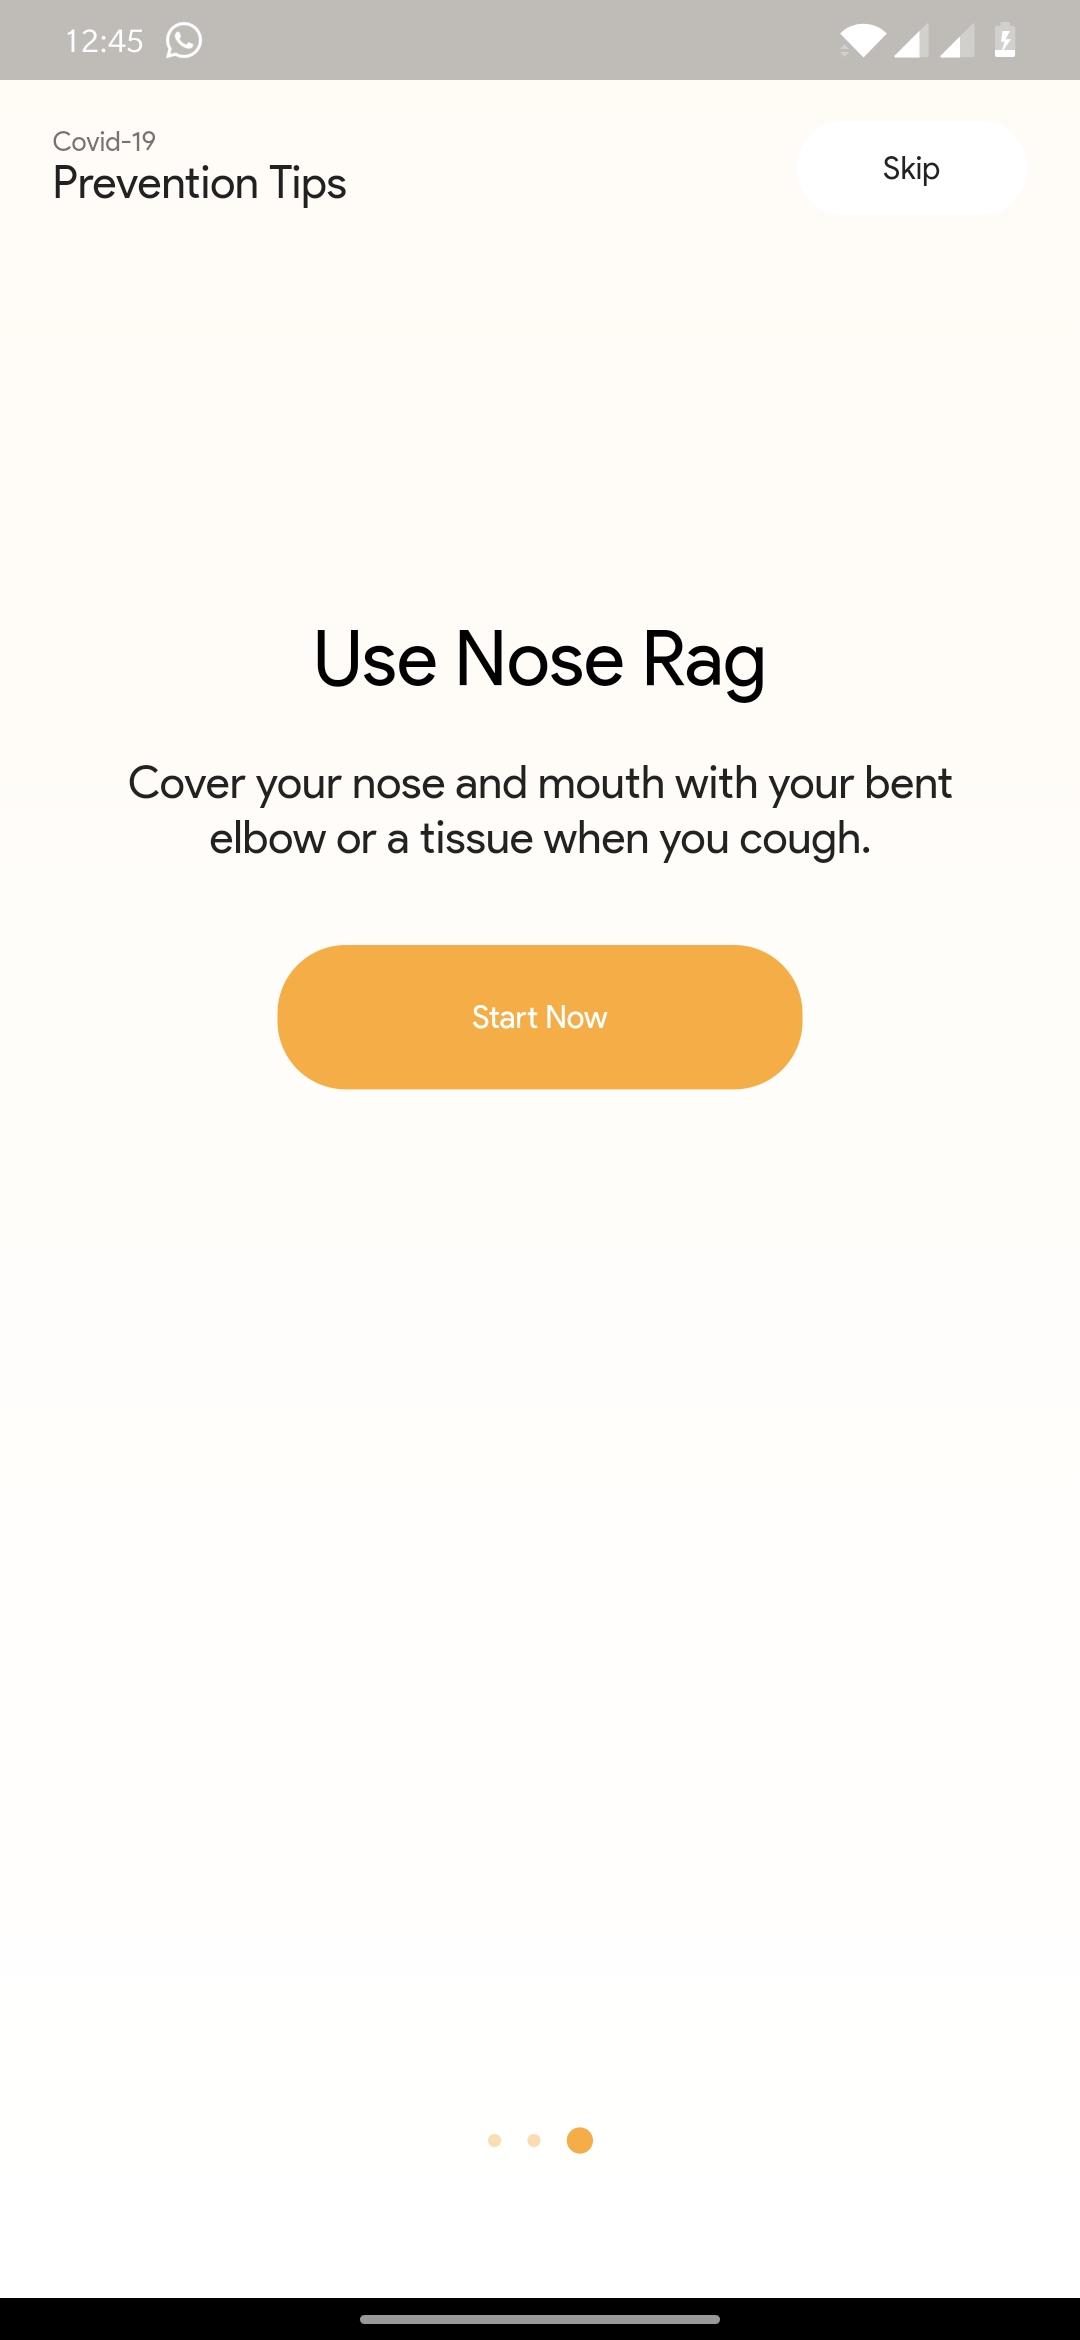 12:45
Covid-19
Prevention Tips
Skip
Use Nose Rag
Cover your nose and mouth with your bent
elbow or a tissue when you cough.
Start Now